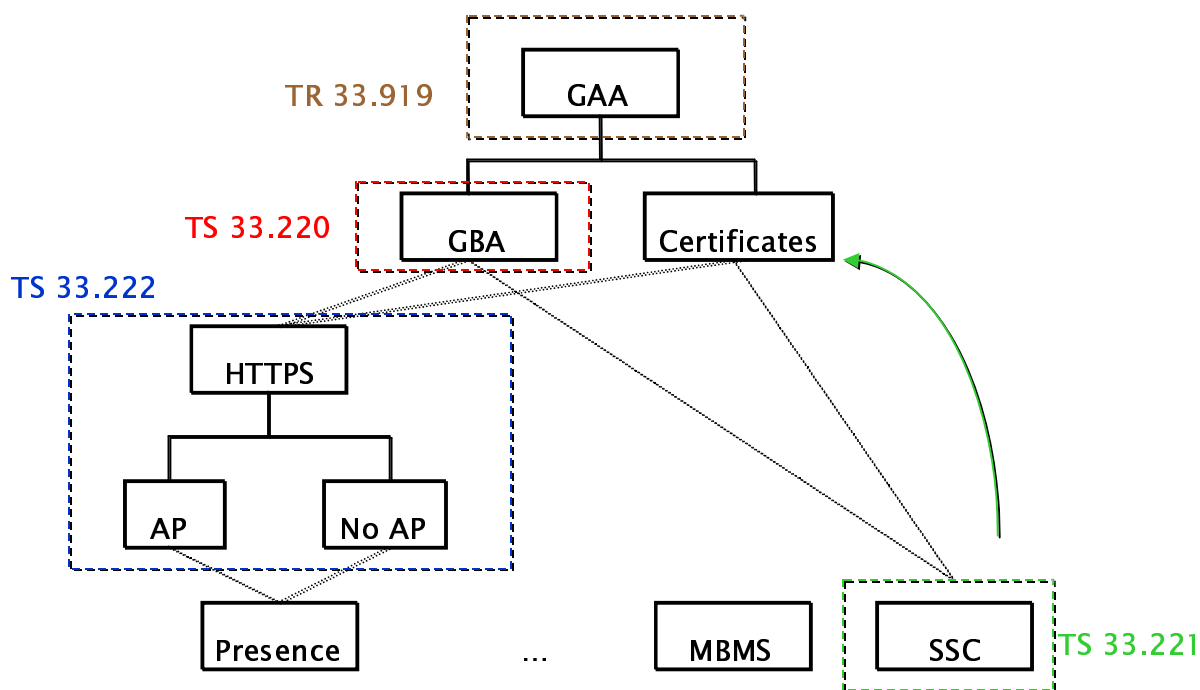 TR 33.919
GAA
TS 33.220
GBA
Certificates
TS 33.222
HTTPS
AP
No AP
Presence
...
MBMS
SSC
TS 33.221